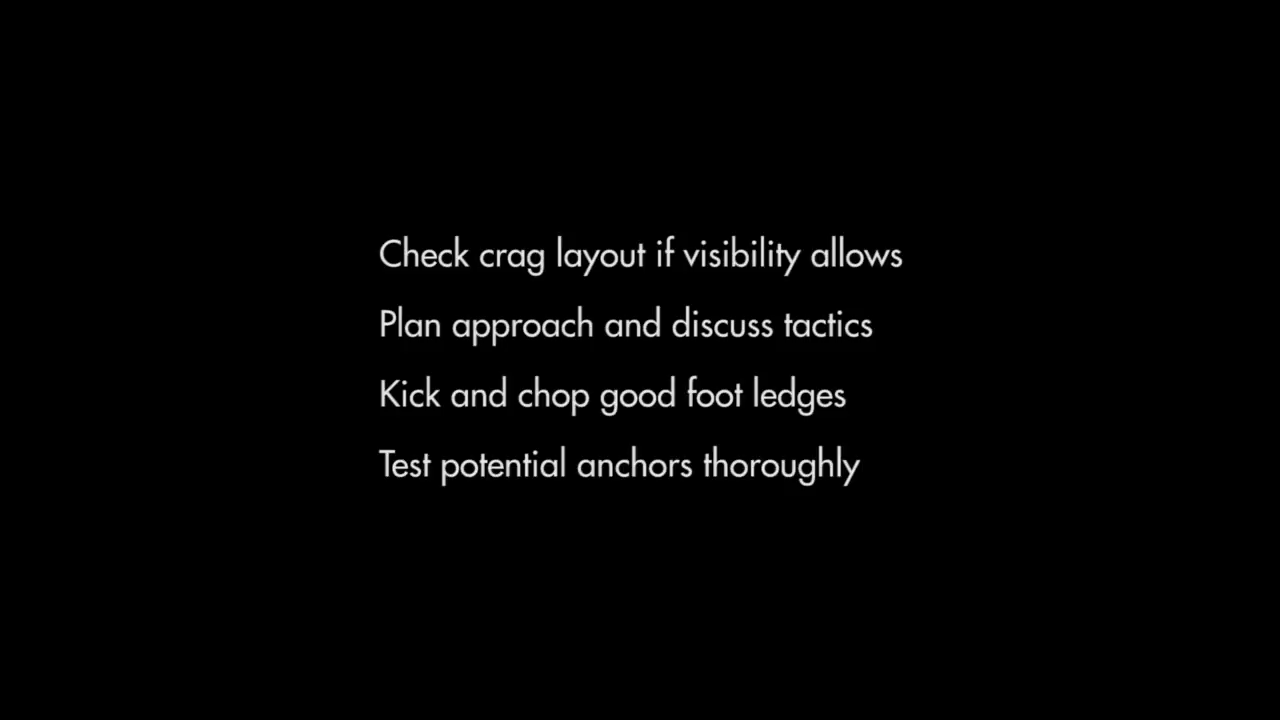 Check crag layout if visibility allows
Plan approach and discuss tactics
Kick and chop good foot ledges
Test potential anchors thoroughly